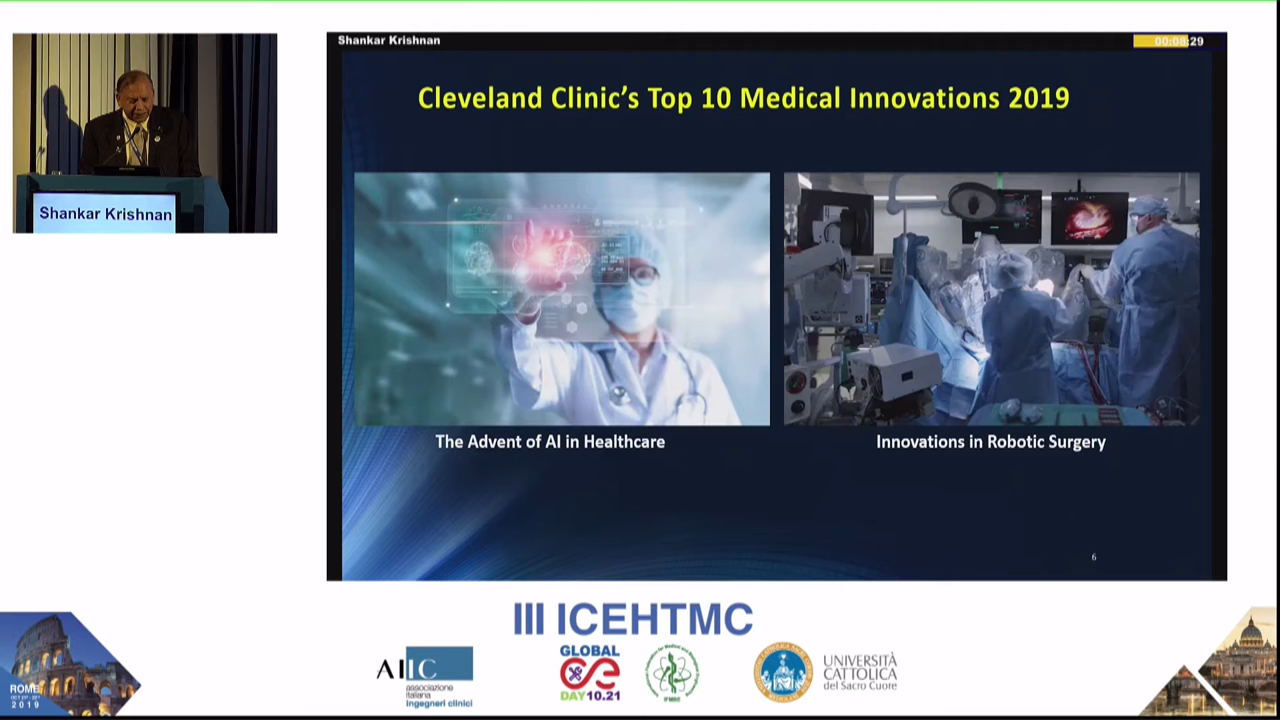 Shankar Krishnan
00:08:29
Cleveland Clinic's Top 10 Medical Innovations 2019
Shankar Krishnan
The Advent of AI in Healthcare
Innovations in Robotic Surgery
6
III ICEHTMC
AIIC
associazione
italiana
ingegneri clinici
GLOBAL
CE
DAY 10.21
IFMBE
UNIVERSITÀ
CATTOLICA
del Sacro Cuore
ROME
2019